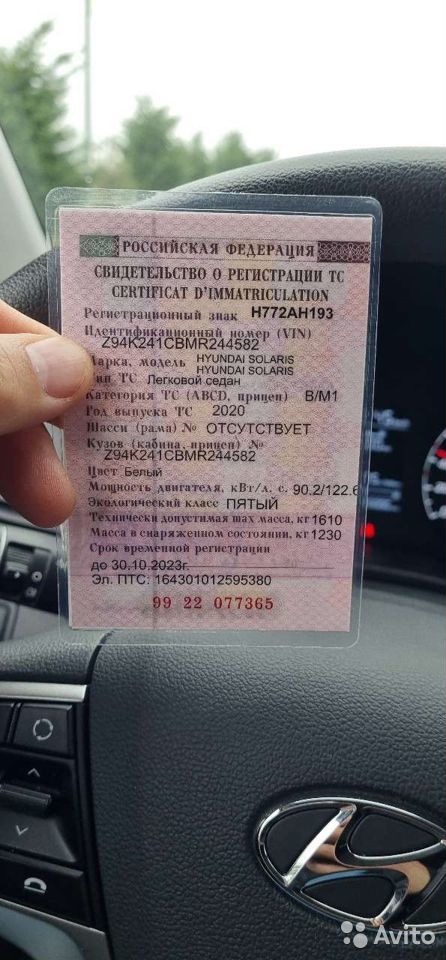 РОССИЙСКАЯ ФЕДЕРАЦИЯ
СВИДЕТЕЛЬСТВО О РЕГИСТРАЦИИ ТС
CERTIFICAT D'IMMATRICULATION
Регистрационный знак Н772АН193
Идентификационный номер (VIN)
Z94K241CBMR244582
Марка, модель HYUNDAI SOLARIS
HYUNDAI SOLARIS
Тип ТС Легковой седан
Категория ТС (ABCD, прицеп) B/M1
Год выпуска ТС 2020
Шасси (рама) № ОТСУТСТВУЕТ
Кузов (кабина, прицеп) №
Z94K241CBMR244582
Цвет Белый
Мощность двигателя, кВт/л. с. 90.2/122.6
Экологический класс ПЯТЫЙ
Технически допустимая max масса, кг 1610
Масса в снаряженном состоянии, кг 1230
Срок временной регистрации
до 30.10.2023г.
Эл. ПТС: 164301012595380
99 22 077365
Avito